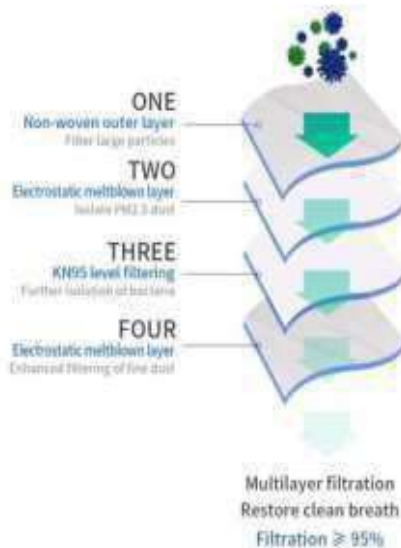 ONE
Non-woven outer layer
Filter large particles
TWO
Electrostatic meltblown layer
Isolate PM2.5 dust
THREE
KN95 level filtering
Further isolation of bacteria
FOUR
Electrostatic meltblown layer
Enhanced filtering of fine dust
Multilayer filtration
Restore clean breath
Filtration ≥ 95%